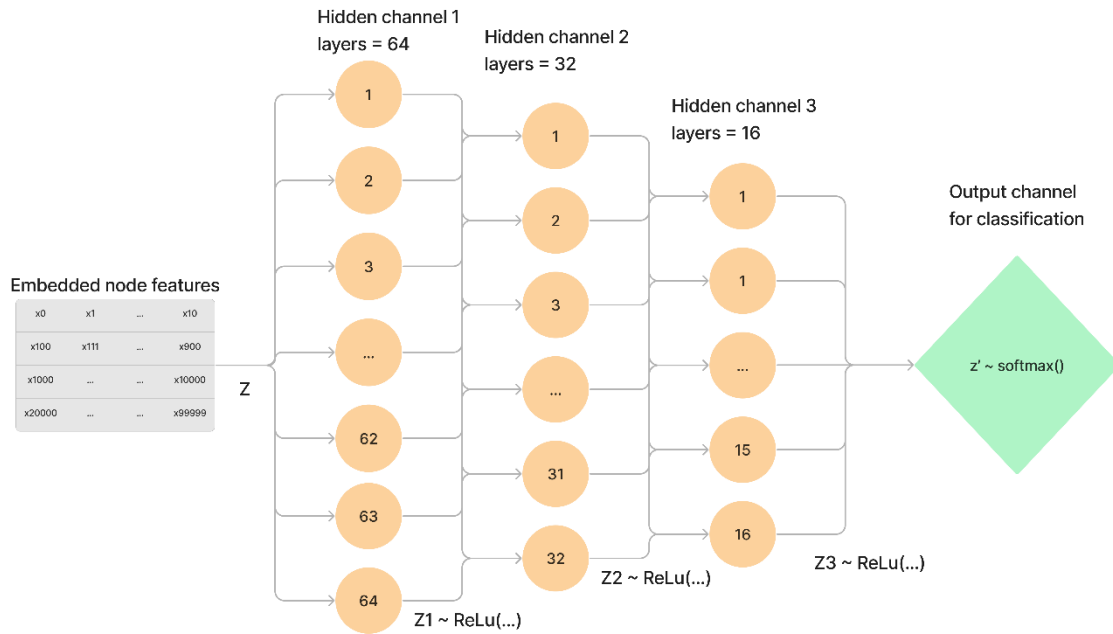 Hidden channel 1
layers = 64
Hidden channel 2
layers = 32
Hidden channel 3
layers = 16
Output channel
for classification
Embedded node features
x0 x1 ... x10
x100 x111 ... x900
x1000 ... ... x10000
x20000 ... ... x99999
Z
1
2
3
...
62
63
64
Z1 ~ ReLu(...)
1
2
3
...
31
32
Z2 ~ ReLu(...)
1
1
...
15
16
Z3 ~ ReLu(...)
z' ~ softmax()